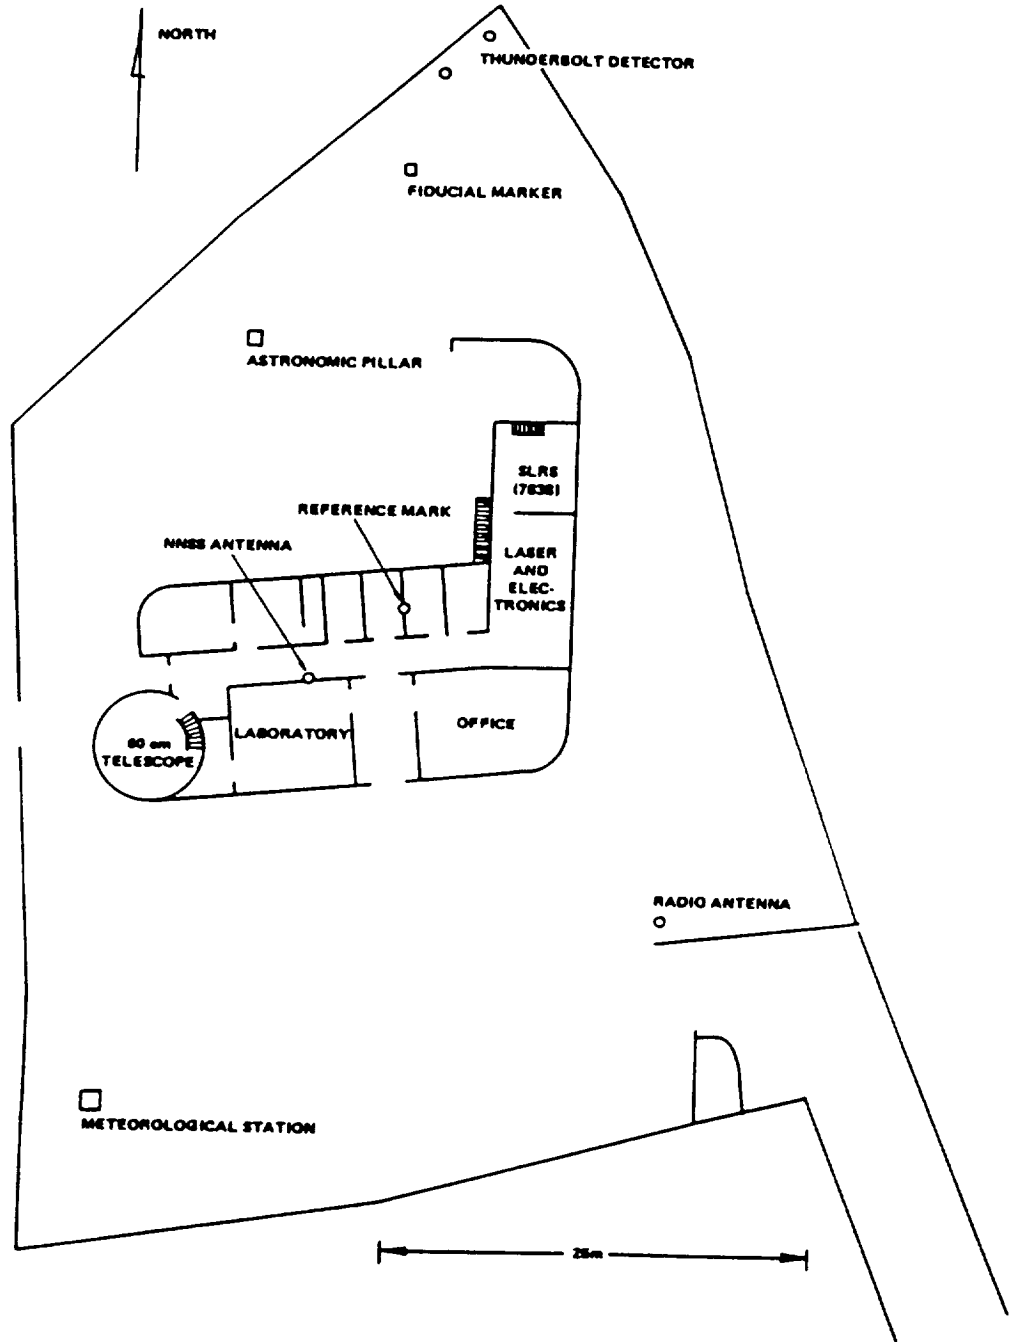 NORTH
THUNDERBOLT DETECTOR
FIDUCIAL MARKER
ASTRONOMIC PILLAR
SLRS
(7838)
REFERENCE MARK
NNSS ANTENNA
LASER
AND
ELEC-
TRONICS
OFFICE
LABORATORY
60 cm
TELESCOPE
RADIO ANTENNA
METEOROLOGICAL STATION
25m